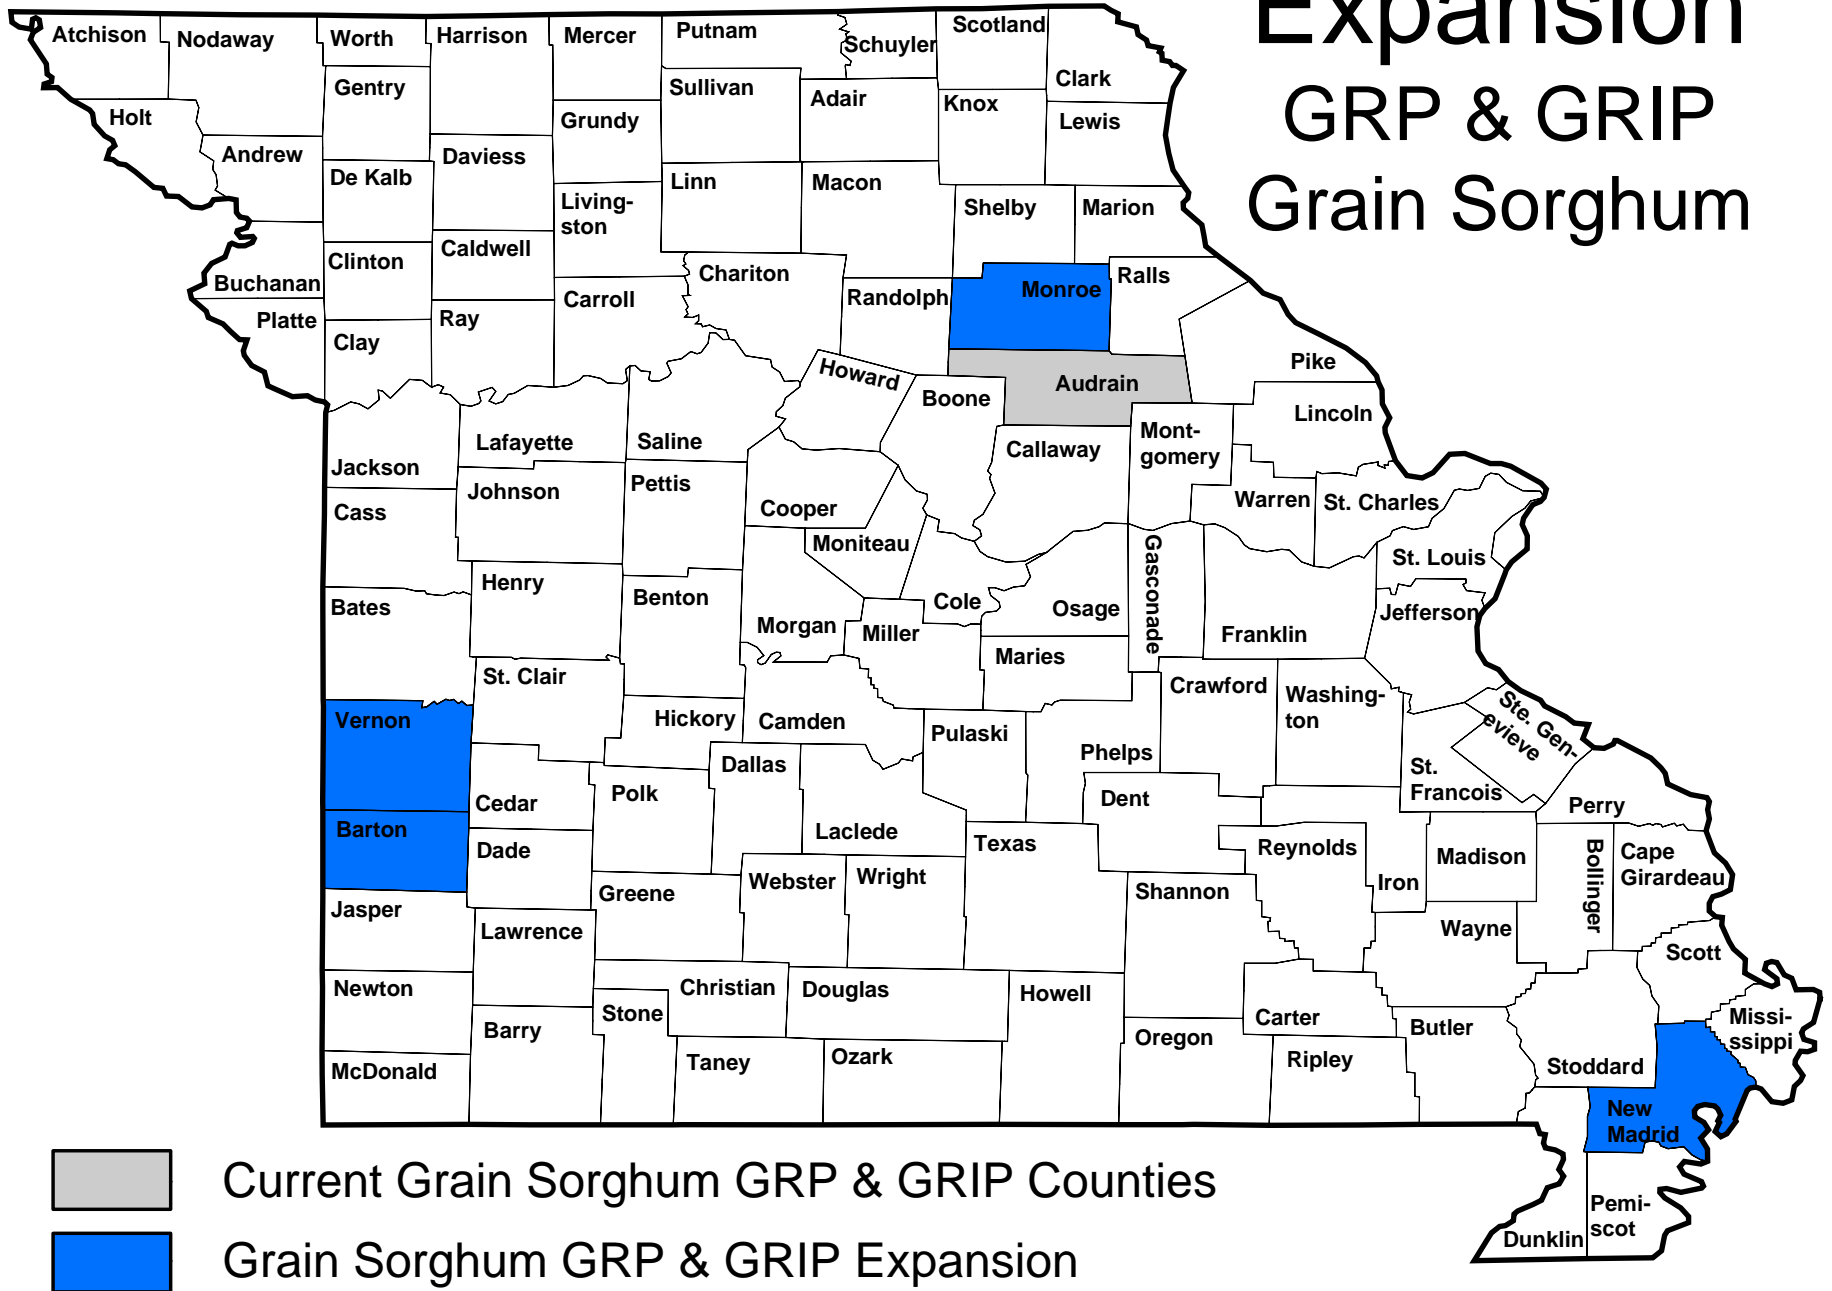 Expansion
GRP & GRIP
Grain Sorghum
Atchison
Nodaway
Worth
Harrison
Mercer
Putnam
Schuyler
Scotland
Clark
Gentry
Sullivan
Adair
Knox
Lewis
Holt
Grundy
Andrew
Daviess
De Kalb
Linn
Macon
Living-
ston
Shelby
Marion
Clinton
Caldwell
Chariton
Ralls
Buchanan
Carroll
Randolph
Monroe
Platte
Ray
Clay
Howard
Pike
Audrain
Boone
Lincoln
Lafayette
Saline
Callaway
Mont-
gomery
Jackson
Johnson
Pettis
Cooper
Warren
St. Charles
Cass
Moniteau
Gasconade
St. Louis
Henry
Benton
Cole
Osage
Jefferson
Bates
Morgan
Miller
Franklin
Maries
St. Clair
Crawford
Washing-
ton
Ste. Gen-
evieve
Vernon
Hickory
Camden
Pulaski
Phelps
Dallas
St.
Francois
Cedar
Polk
Dent
Perry
Barton
Laclede
Texas
Dade
Reynolds
Madison
Bollinger
Cape
Girardeau
Greene
Webster
Wright
Shannon
Iron
Jasper
Lawrence
Wayne
Scott
Newton
Christian
Douglas
Howell
Stone
Carter
Butler
Missi-
ssippi
Barry
Oregon
McDonald
Taney
Ozark
Ripley
Stoddard
New
Madrid
Pemi-
scot
Dunklin
Current Grain Sorghum GRP & GRIP Counties
Grain Sorghum GRP & GRIP Expansion